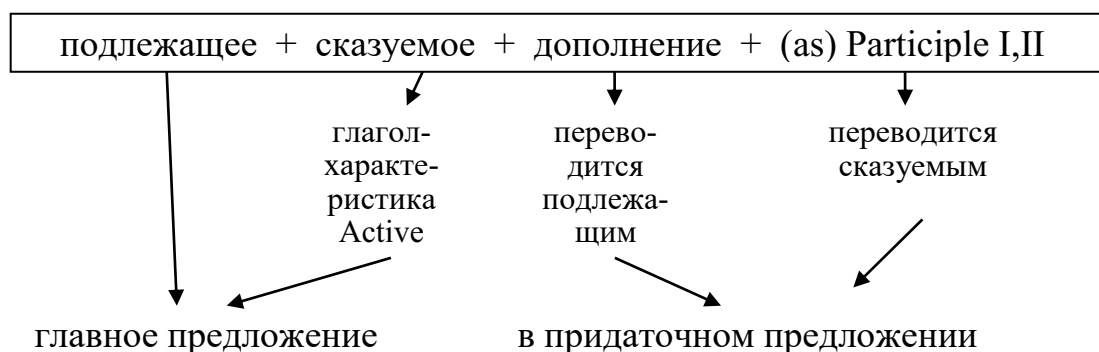 подлежащее + сказуемое + дополнение + (as) Participle I,II
глагол-
характе-
ристика
Active
перево-
дится
подлежа-
щим
переводится
сказуемым
главное предложение
в придаточном предложении